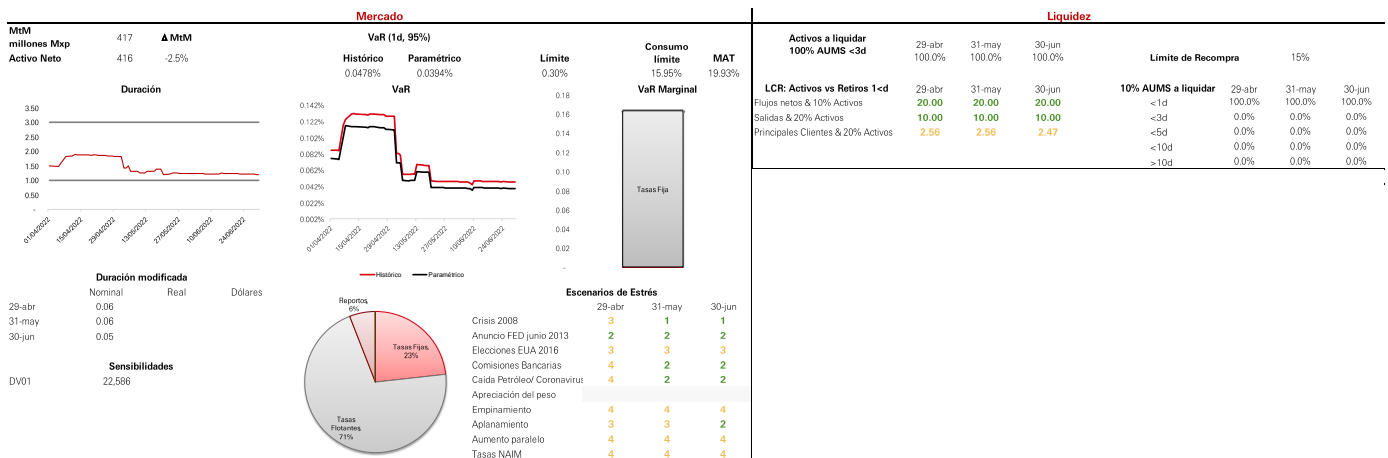 Mercado
MtM
millones Mxp 417 Δ MtM
Activo Neto 416 -2.5%
VaR (1d, 95%)
Histórico Paramétrico Límite Consumo límite MAT
0.0478% 0.0394% 0.30% 15.95% 19.93%
Duración
3.50
3.00
2.50
2.00
1.50
1.00
0.50
-
01/04/2022 15/04/2022 29/04/2022 13/05/2022 27/05/2022 10/06/2022 24/06/2022
VaR
0.142%
0.122%
0.102%
0.082%
0.062%
0.042%
0.022%
0.002%
01/04/2022 15/04/2022 29/04/2022 13/05/2022 27/05/2022 10/06/2022 24/06/2022
Histórico Paramétrico
VaR Marginal
0.18
0.16
0.14
0.12
0.10
0.08
0.06
0.04
0.02
-
Tasas Fija
Duración modificada
Nominal Real Dólares
29-abr 0.06
31-may 0.06
30-jun 0.05
Sensibilidades
DV01 22,586
Reportos,
6%
Tasas Fijas,
23%
Tasas
Flotantes,
71%
Escenarios de Estrés
29-abr 31-may 30-jun
Crisis 2008 3 1 1
Anuncio FED junio 2013 2 2 2
Elecciones EUA 2016 3 3 3
Comisiones Bancarias 4 2 2
Caída Petróleo/ Coronavirus 4 2 2
Apreciación del peso
Empinamiento 4 4 4
Aplanamiento 3 3 2
Aumento paralelo 4 4 4
Tasas NAIM 4 4 4
Liquidez
Activos a liquidar
100% AUMS <3d
29-abr 31-may 30-jun
100.0% 100.0% 100.0%
Límite de Recompra 15%
LCR: Activos vs Retiros 1<d 29-abr 31-may 30-jun
Flujos netos & 10% Activos 20.00 20.00 20.00
Salidas & 20% Activos 10.00 10.00 10.00
Principales Clientes & 20% Activos 2.56 2.56 2.47
10% AUMS a liquidar 29-abr 31-may 30-jun
<1d 100.0% 100.0% 100.0%
<3d 0.0% 0.0% 0.0%
<5d 0.0% 0.0% 0.0%
<10d 0.0% 0.0% 0.0%
>10d 0.0% 0.0% 0.0%